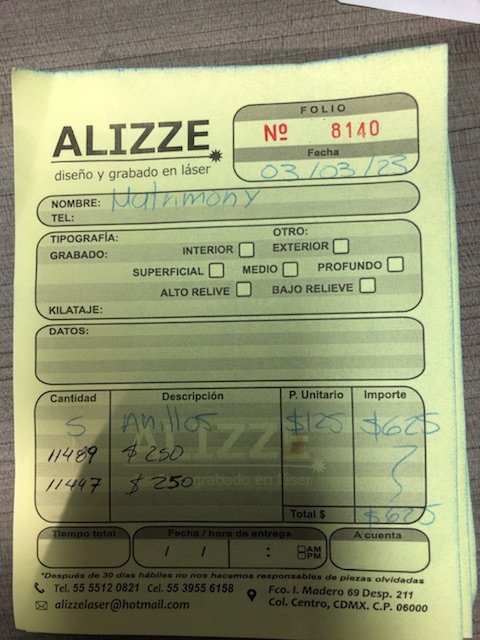 FOLIO
Nº 8140
ALIZZE
diseño y grabado en láser
Fecha
03/03/23
NOMBRE: Matrimony
TEL:
TIPOGRAFÍA: OTRO:
GRABADO: INTERIOR EXTERIOR
SUPERFICIAL MEDIO PROFUNDO
ALTO RELIVE BAJO RELIEVE
KILATAJE:
DATOS:
Cantidad Descripción P. Unitario Importe
5 Anillos $125 $625
11489 $250
11447 $250
ALIZZE
grabado en láser
Total $ $625
Tiempo total Fecha / hora de entrega A cuenta
/ / : AM
PM
*Después de 30 días hábiles no nos hacemos responsables de piezas olvidadas
Tel. 55 5512 0821 Cel. 55 3955 6158
alizzelaser@hotmail.com
Fco. I. Madero 69 Desp. 211
Col. Centro, CDMX. C.P. 06000